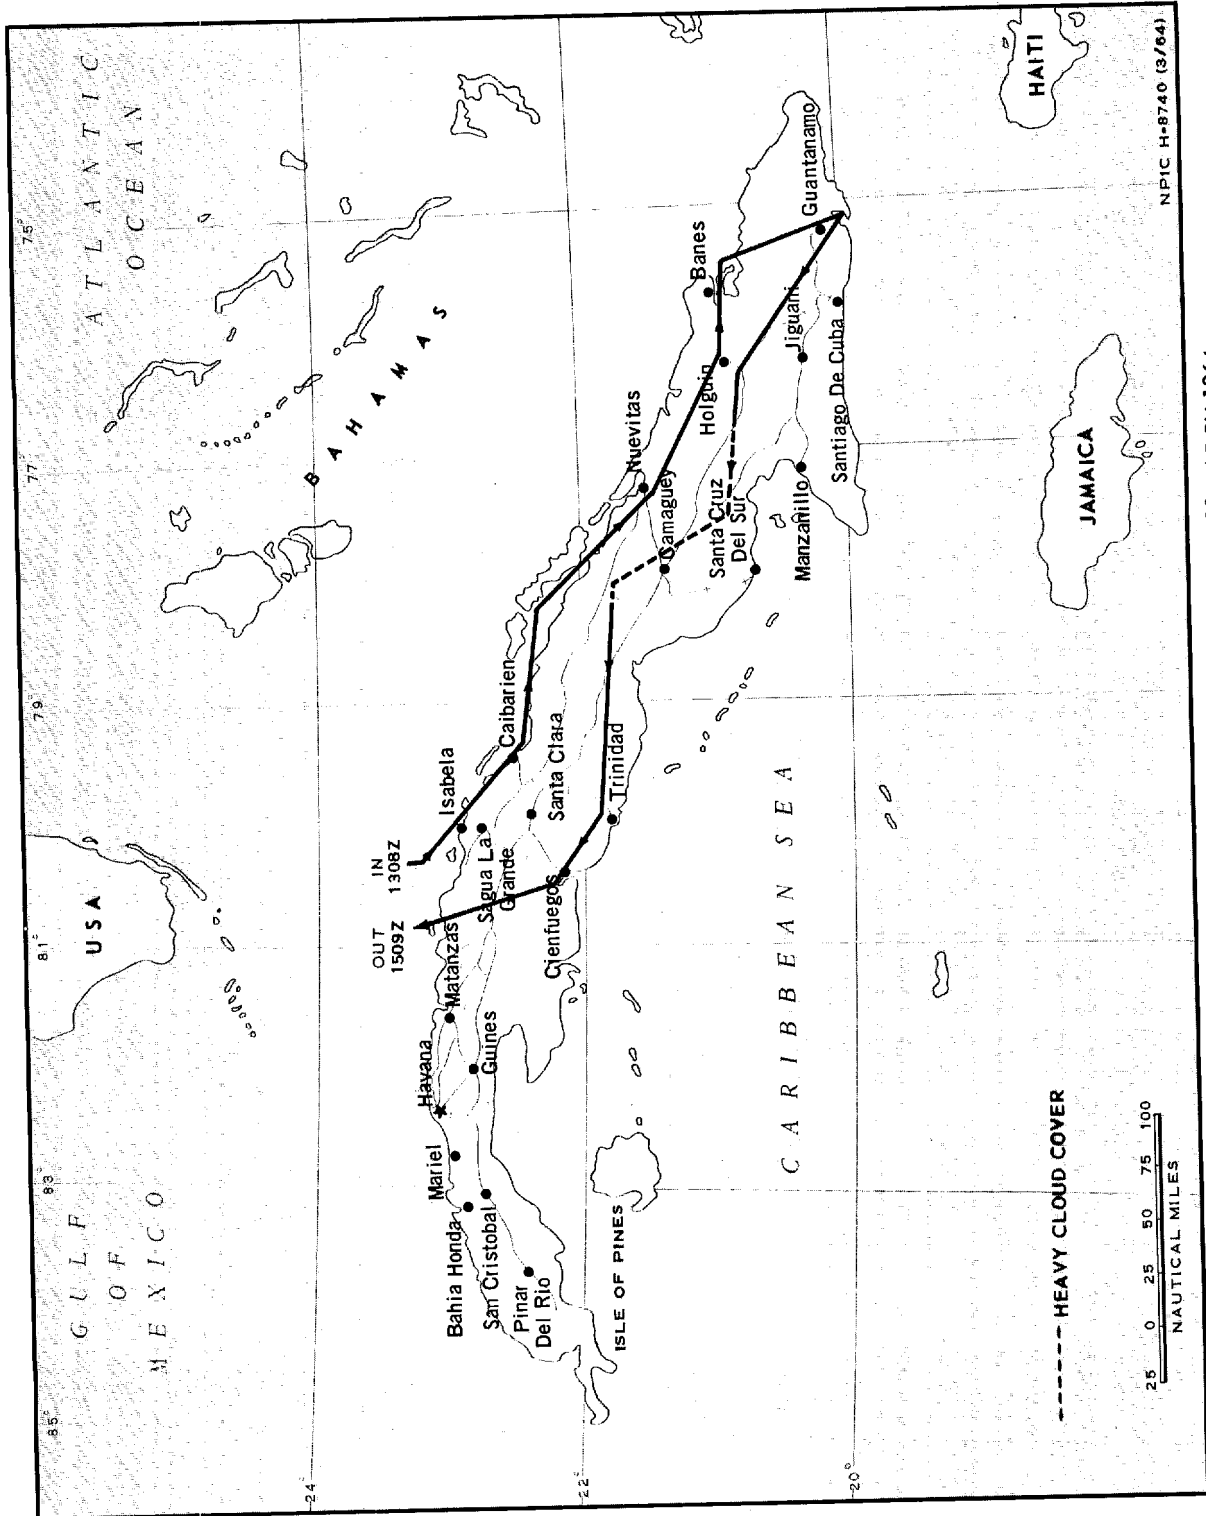 GULF
OF
MEXICO
USA
ATLANTIC
OCEAN
BAHAMAS
85°
83°
81°
79°
77
75°
24°
22°
20°
OUT
1509Z
IN
1308Z
Bahia Honda
Mariel
Havana
Matanzas
Isabela
Caibarien
Nuevitas
Banes
San Cristobal
Guines
Sagua La
Grande
Santa Clara
Camaguey
Holguin
Guantanamo
Pinar
Del Rio
Cienfuegos
Trinidad
Santa Cruz
Del Sur
Jiguani
Manzanillo
Santiago De Cuba
ISLE OF PINES
CARIBBEAN SEA
JAMAICA
HAITI
HEAVY CLOUD COVER
25 0 25 50 75 100
NAUTICAL MILES
NPIC H-8740 (3/64)